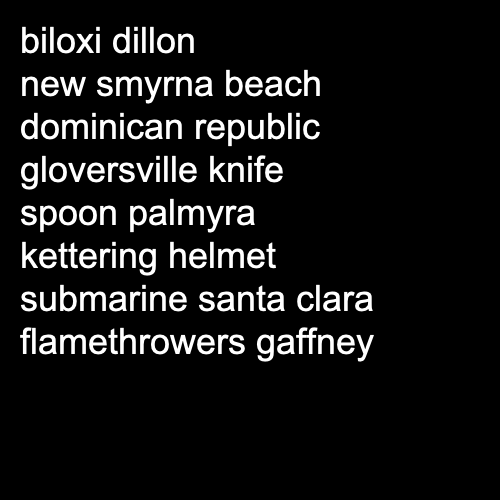 biloxi dillon
new smyrna beach
dominican republic
gloversville knife
spoon palmyra
kettering helmet
submarine santa clara
flamethrowers gaffney